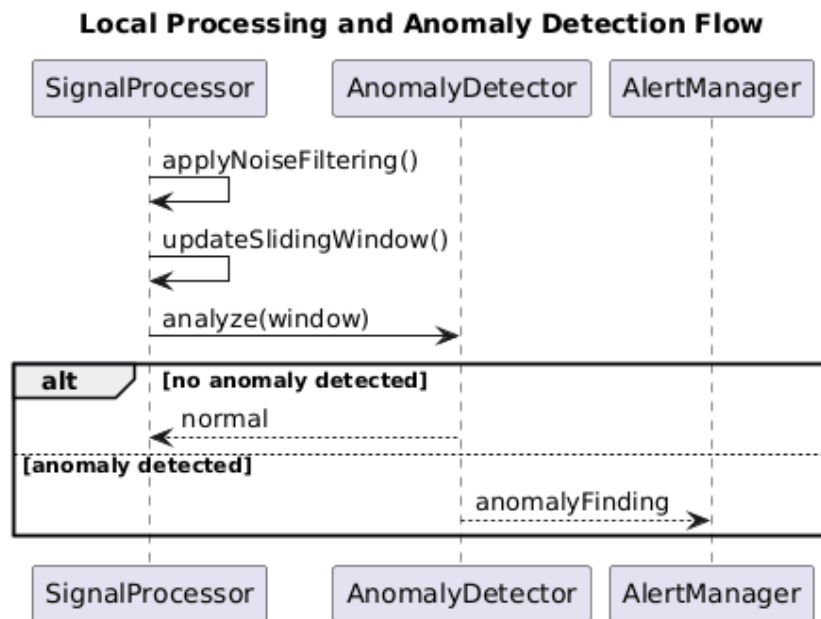 Local Processing and Anomaly Detection Flow
SignalProcessor AnomalyDetector AlertManager
applyNoiseFiltering()
updateSlidingWindow()
analyze(window)
alt [no anomaly detected]
normal
[anomaly detected]
anomalyFinding
SignalProcessor AnomalyDetector AlertManager